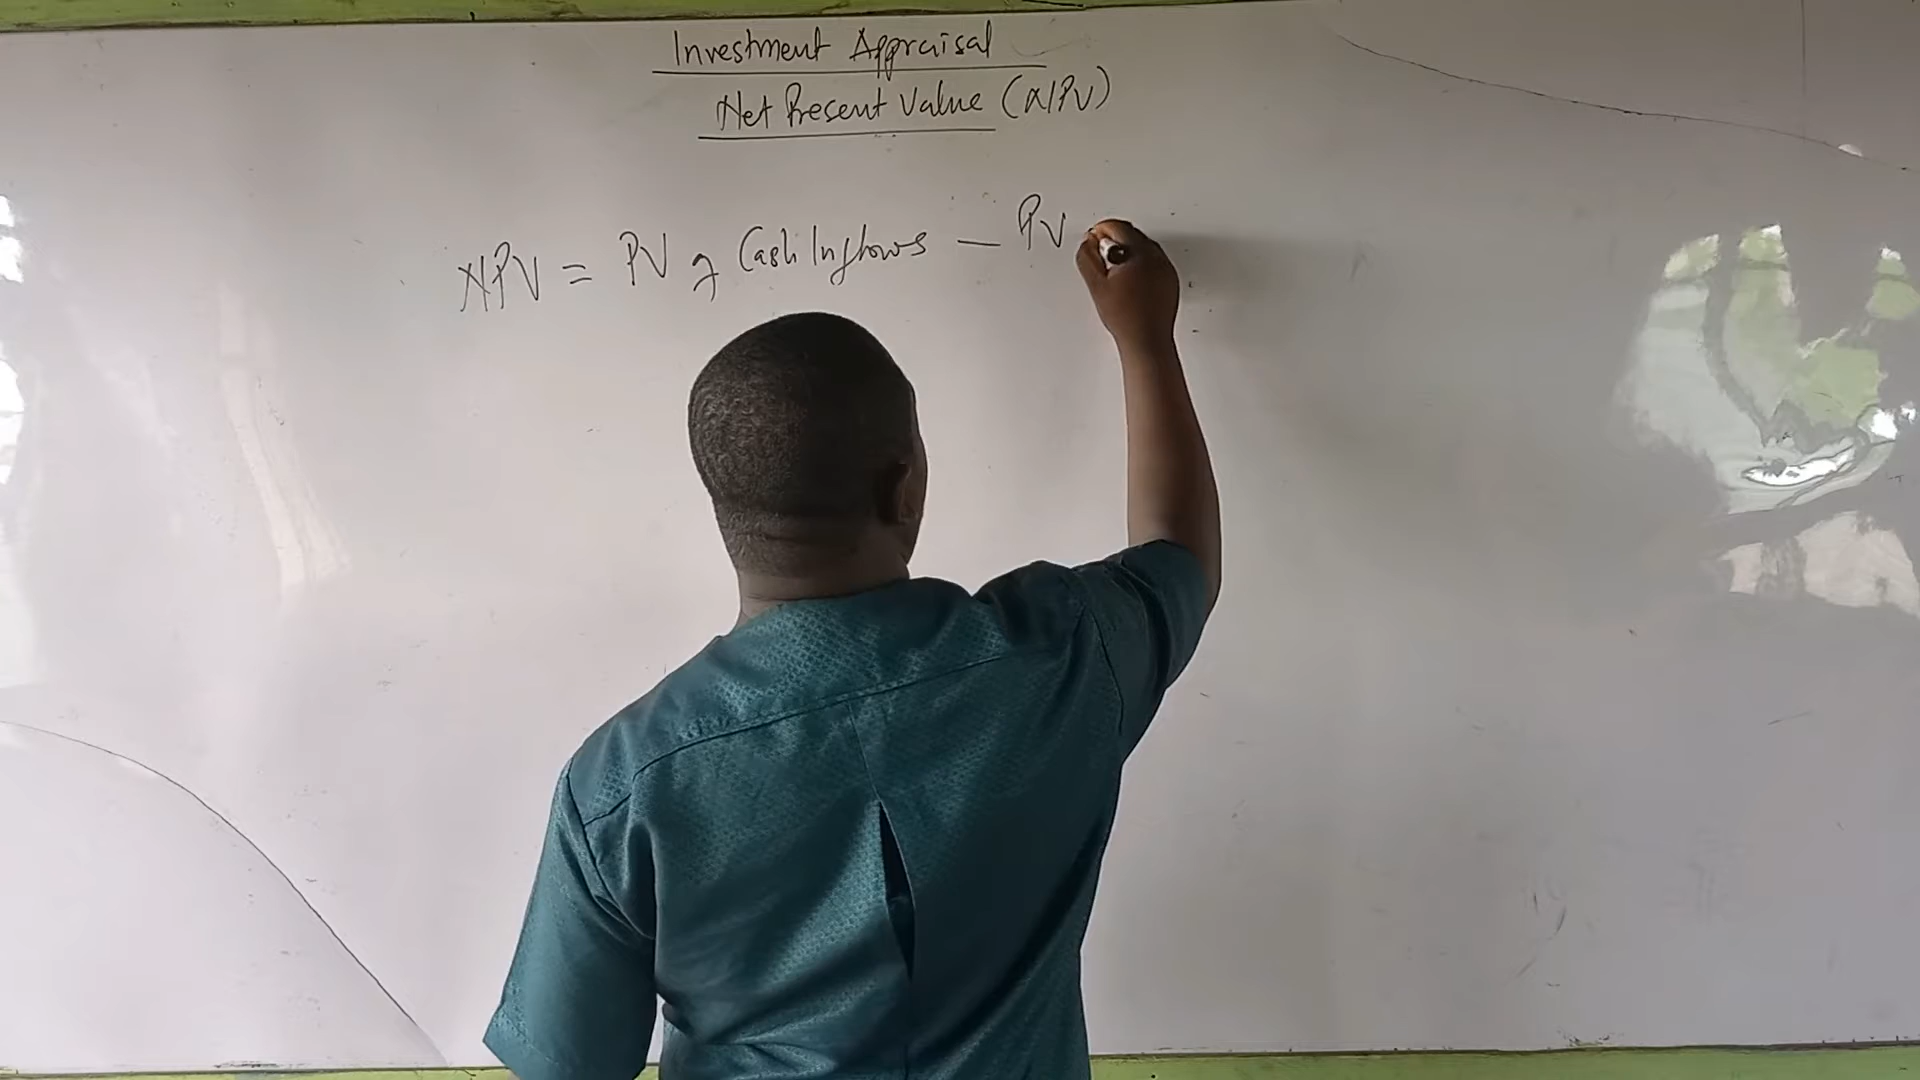 Investment Appraisal
Net Present Value (NPV)
NPV = PV of Cash Inflows — PV